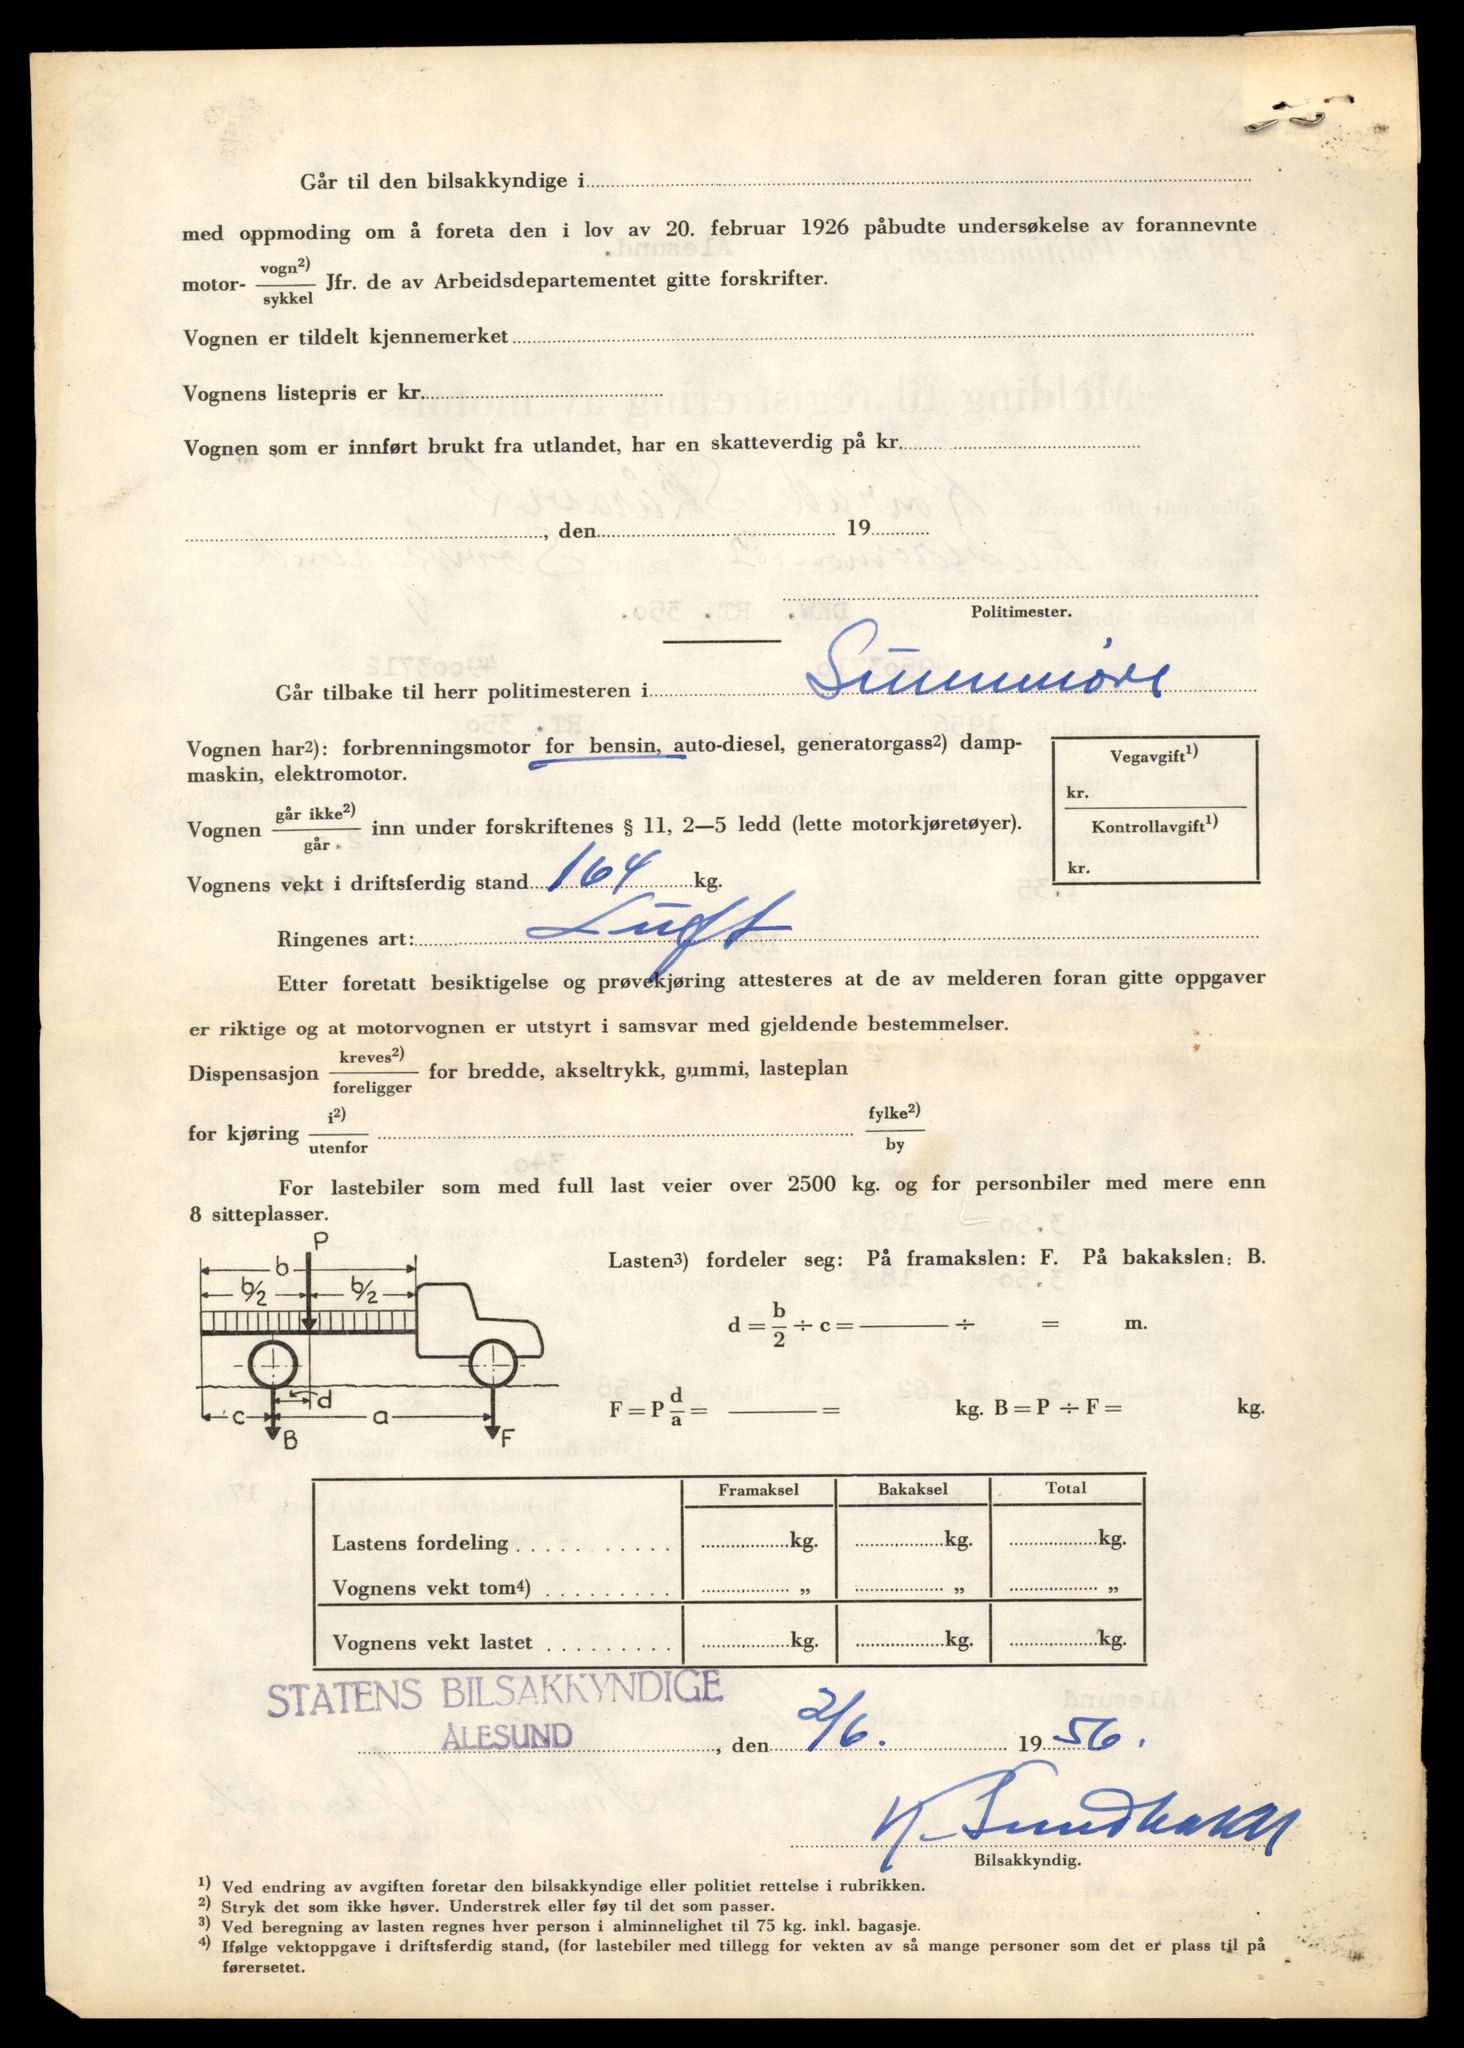 Går til den bilsakkyndige i
med oppmoding om å foreta den i lov av 20. februar 1926 påbudte undersøkelse av forannevnte
motor- vogn2)/sykkel Jfr. de av Arbeidsdepartementet gitte forskrifter.
Vognen er tildelt kjennemerket
Vognens listepris er kr.
Vognen som er innført brukt fra utlandet, har en skatteverdig på kr.
, den 19
Politimester.
Går tilbake til herr politimesteren i Sunnmøre
Vognen har2): forbrenningsmotor for bensin, auto-diesel, generatorgass2) damp-
maskin, elektromotor.
Vegavgift1)
kr.
Vognen går ikke2)/går inn under forskriftenes § 11, 2—5 ledd (lette motorkjøretøyer).
Kontrollavgift1)
kr.
Vognens vekt i driftsferdig stand 164 kg.
Ringenes art: Luft
Etter foretatt besiktigelse og prøvekjøring attesteres at de av melderen foran gitte oppgaver
er riktige og at motorvognen er utstyrt i samsvar med gjeldende bestemmelser.
Dispensasjon kreves2)/foreligger for bredde, akseltrykk, gummi, lasteplan
for kjøring i2)/utenfor fylke2)/by
For lastebiler som med full last veier over 2500 kg. og for personbiler med mere enn
8 sitteplasser.
P
b
b/2 b/2
d
c a
B F
Lasten3) fordeler seg: På framakslen: F. På bakakslen: B.
d = b/2 ÷ c = ——— ÷ = m.
F = P d/a = ——— = kg. B = P ÷ F = kg.
Framaksel Bakaksel Total
Lastens fordeling kg. kg. kg.
Vognens vekt tom4) „ „ „
Vognens vekt lastet kg. kg. kg.
STATENS BILSAKKYNDIGE
ÅLESUND , den 2/6. 1956.
K. Sundbakk
Bilsakkyndig.
1) Ved endring av avgiften foretar den bilsakkyndige eller politiet rettelse i rubrikken.
2) Stryk det som ikke høver. Understrek eller føy til det som passer.
3) Ved beregning av lasten regnes hver person i alminnelighet til 75 kg. inkl. bagasje.
4) Ifølge vektoppgave i driftsferdig stand, (for lastebiler med tillegg for vekten av så mange personer som det er plass til på
førersetet.